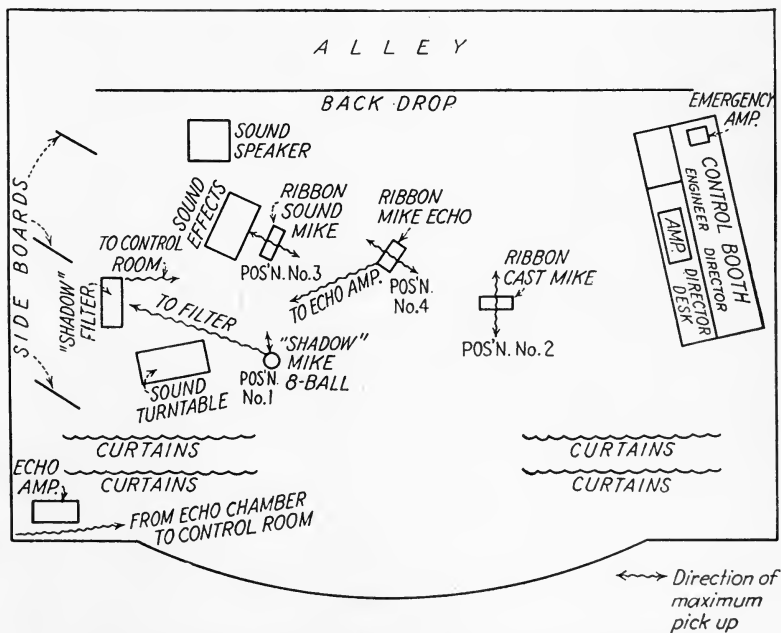 ALLEY
BACK DROP
EMERGENCY
AMP.
SOUND
SPEAKER
SIDE BOARDS
SOUND
EFFECTS
RIBBON
SOUND
MIKE
RIBBON
MIKE ECHO
CONTROL BOOTH
ENGINEER DIRECTOR
AMP.
DIRECTOR
DESK
TO CONTROL
ROOM
POS'N. No.3
"SHADOW"
FILTER
TO FILTER
TO ECHO AMP.
POS'N.
No.4
RIBBON
CAST MIKE
POS'N. No.2
"SHADOW"
MIKE
8-BALL
POS'N.
No.1
SOUND
TURNTABLE
CURTAINS
CURTAINS
CURTAINS
CURTAINS
ECHO
AMP.
FROM ECHO CHAMBER
TO CONTROL ROOM
Direction of
maximum
pick up